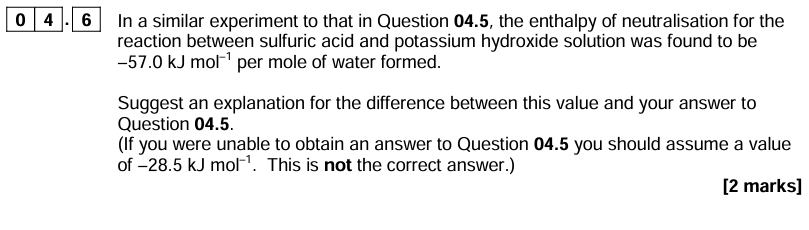 0 4 . 6 In a similar experiment to that in Question 04.5, the enthalpy of neutralisation for the
reaction between sulfuric acid and potassium hydroxide solution was found to be
–57.0 kJ mol⁻¹ per mole of water formed.
Suggest an explanation for the difference between this value and your answer to
Question 04.5.
(If you were unable to obtain an answer to Question 04.5 you should assume a value
of –28.5 kJ mol⁻¹. This is not the correct answer.)
[2 marks]